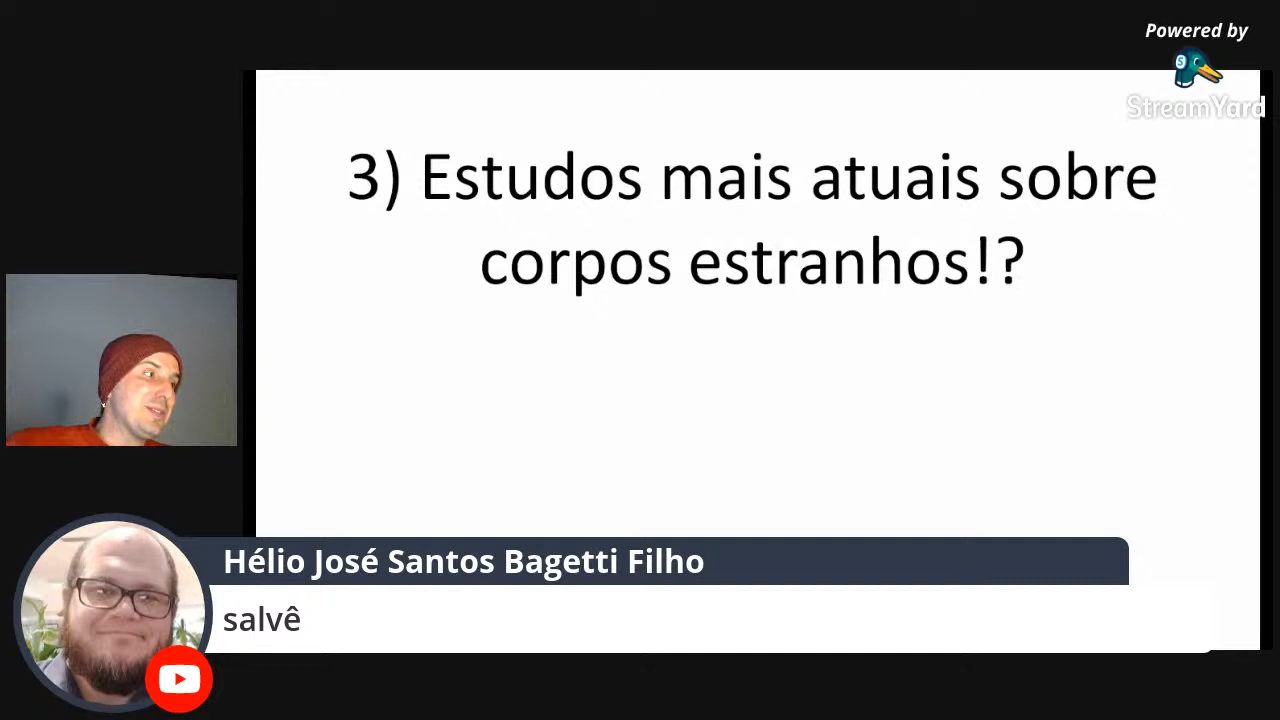 Powered by
StreamYard
3) Estudos mais atuais sobre
corpos estranhos!?
Hélio José Santos Bagetti Filho
salvê